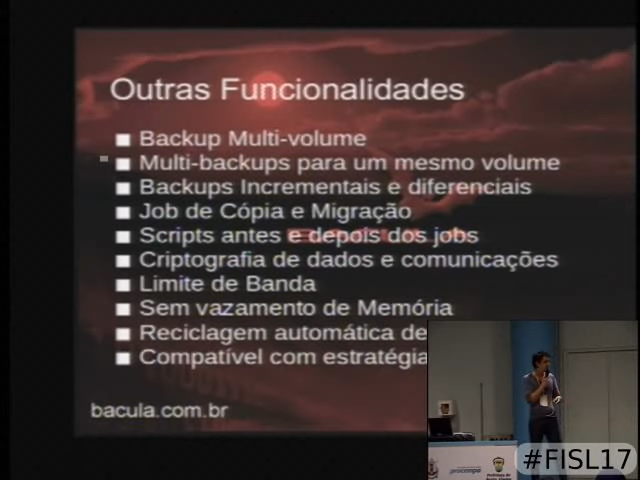 Outras Funcionalidades
Backup Multi-volume
Multi-backups para um mesmo volume
Backups Incrementais e diferenciais
Job de Cópia e Migração
Scripts antes e depois dos jobs
Criptografia de dados e comunicações
Limite de Banda
Sem vazamento de Memória
Reciclagem automática de
Compatível com estratégia
bacula.com.br
procempa
#FISL17